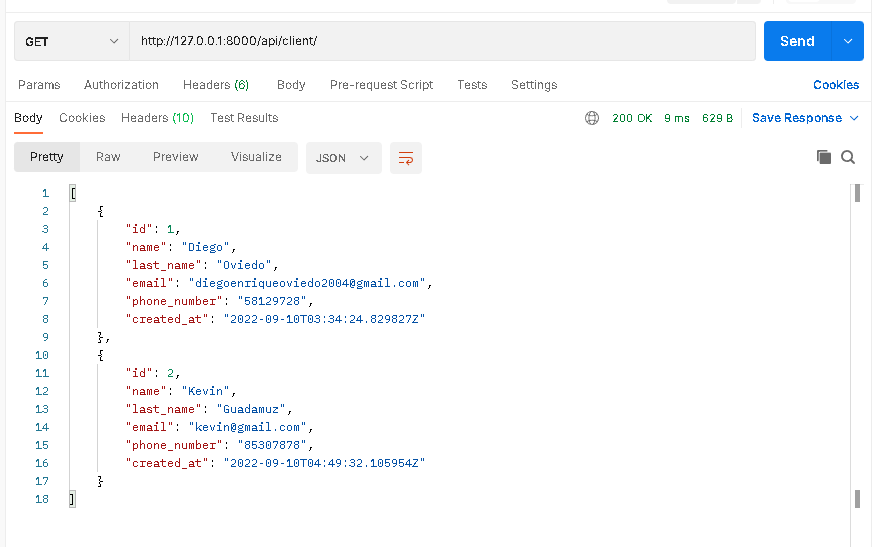 GET http://127.0.0.1:8000/api/client/ Send
Params Authorization Headers (6) Body Pre-request Script Tests Settings Cookies
Body Cookies Headers (10) Test Results 200 OK 9 ms 629 B Save Response
Pretty Raw Preview Visualize JSON
1 [
2 {
3 "id": 1,
4 "name": "Diego",
5 "last_name": "Oviedo",
6 "email": "diegoenriqueoviedo2004@gmail.com",
7 "phone_number": "58129728",
8 "created_at": "2022-09-10T03:34:24.829827Z"
9 },
10 {
11 "id": 2,
12 "name": "Kevin",
13 "last_name": "Guadamuz",
14 "email": "kevin@gmail.com",
15 "phone_number": "85307878",
16 "created_at": "2022-09-10T04:49:32.105954Z"
17 }
18 ]